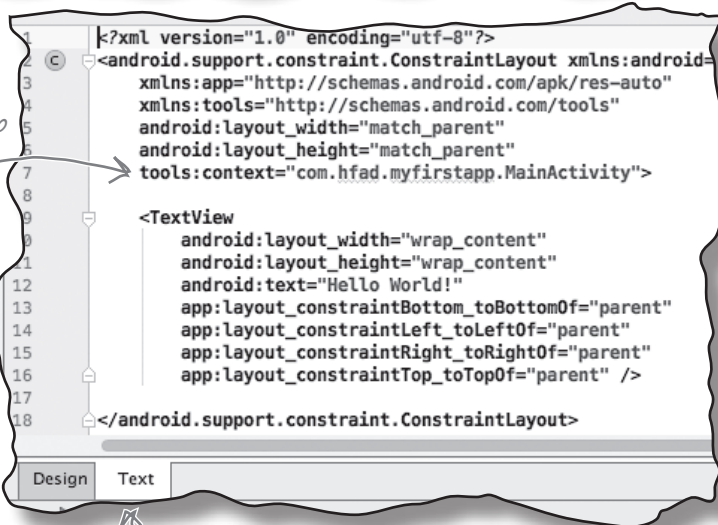 1 <?xml version="1.0" encoding="utf-8"?>
2 C <android.support.constraint.ConstraintLayout xmlns:android=
3 xmlns:app="http://schemas.android.com/apk/res-auto"
4 xmlns:tools="http://schemas.android.com/tools"
5 android:layout_width="match_parent"
6 android:layout_height="match_parent"
7 tools:context="com.hfad.myfirstapp.MainActivity">
8
9 <TextView
0 android:layout_width="wrap_content"
11 android:layout_height="wrap_content"
12 android:text="Hello World!"
13 app:layout_constraintBottom_toBottomOf="parent"
14 app:layout_constraintLeft_toLeftOf="parent"
15 app:layout_constraintRight_toRightOf="parent"
16 app:layout_constraintTop_toTopOf="parent" />
17
18 </android.support.constraint.ConstraintLayout>
Design Text